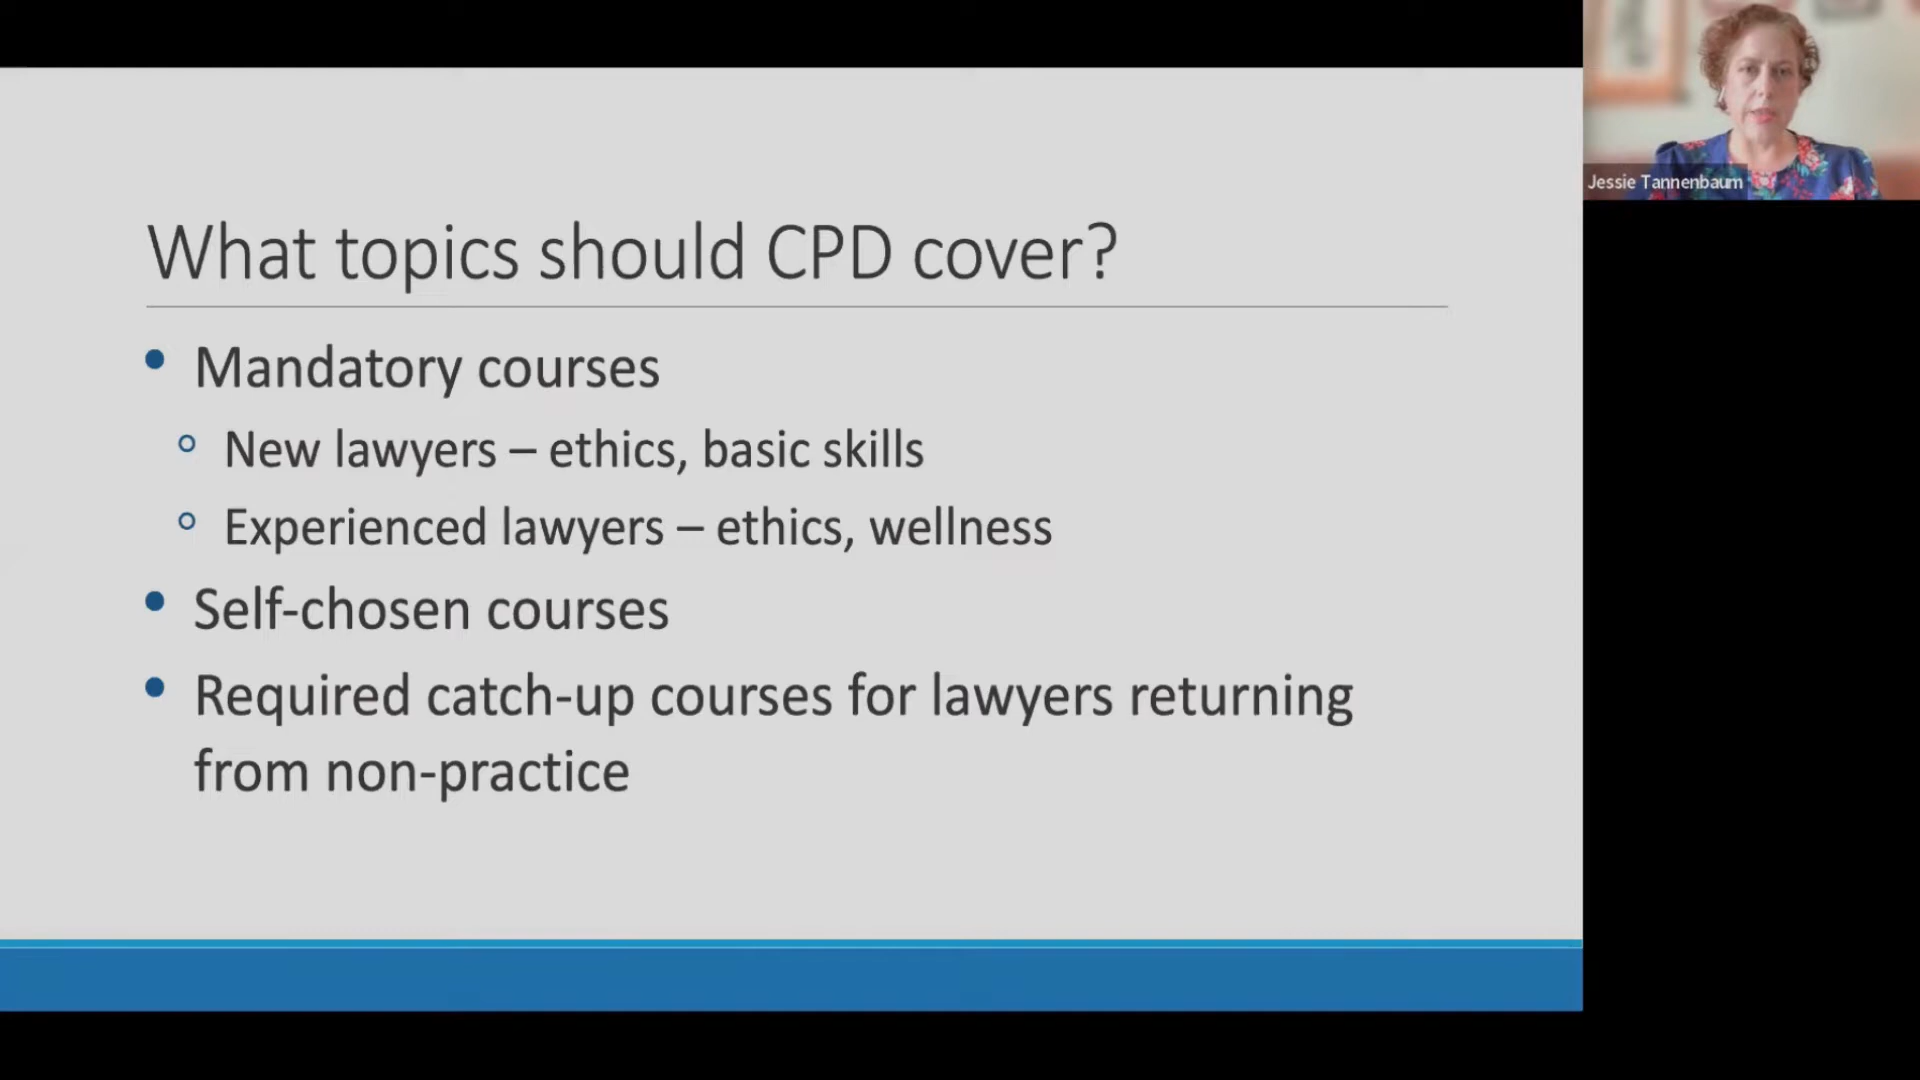 What topics should CPD cover?
• Mandatory courses
◦ New lawyers – ethics, basic skills
◦ Experienced lawyers – ethics, wellness
• Self-chosen courses
• Required catch-up courses for lawyers returning
from non-practice
Jessie Tannenbaum